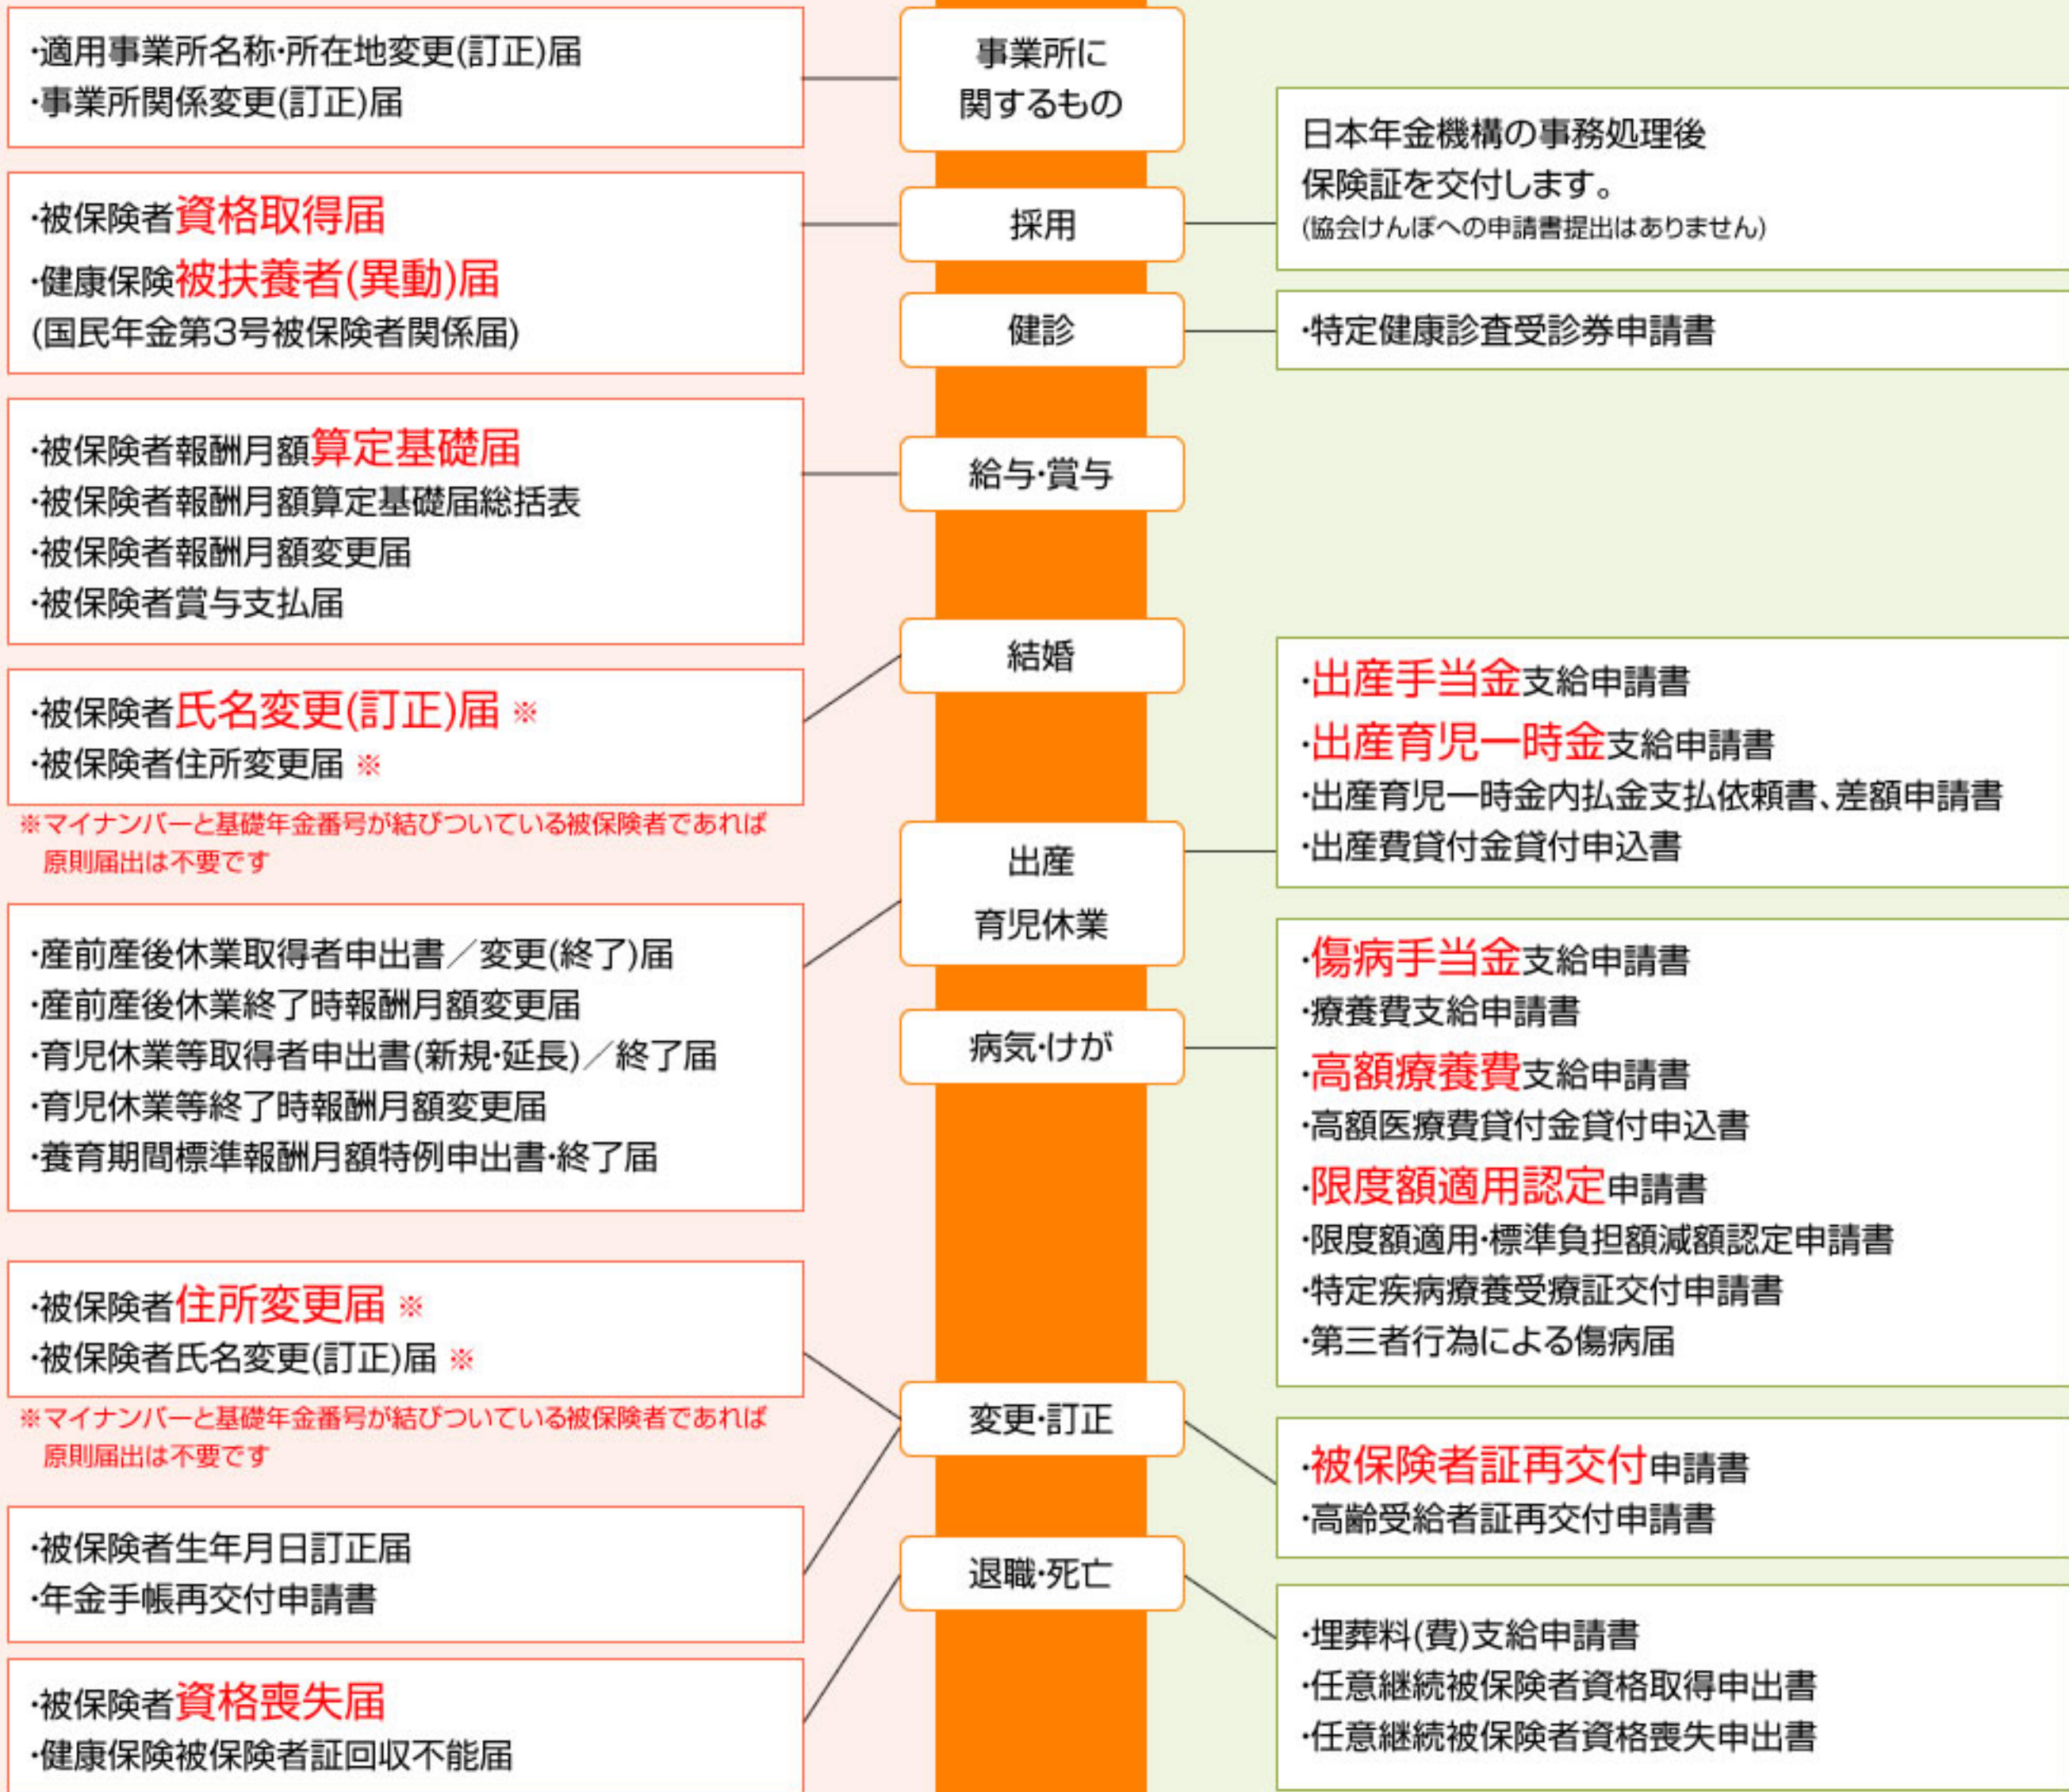 ・適用事業所名称・所在地変更(訂正)届
・事業所関係変更(訂正)届
事業所に
関するもの
・被保険者資格取得届
・健康保険被扶養者(異動)届
(国民年金第3号被保険者関係届)
採用
日本年金機構の事務処理後
保険証を交付します。
(協会けんぽへの申請書提出はありません)
健診
・特定健康診査受診券申請書
・被保険者報酬月額算定基礎届
・被保険者報酬月額算定基礎届総括表
・被保険者報酬月額変更届
・被保険者賞与支払届
給与・賞与
・被保険者氏名変更(訂正)届 ※
・被保険者住所変更届 ※
※マイナンバーと基礎年金番号が結びついている被保険者であれば
原則届出は不要です
結婚
・産前産後休業取得者申出書／変更(終了)届
・産前産後休業終了時報酬月額変更届
・育児休業等取得者申出書(新規・延長)／終了届
・育児休業等終了時報酬月額変更届
・養育期間標準報酬月額特例申出書・終了届
出産
育児休業
・出産手当金支給申請書
・出産育児一時金支給申請書
・出産育児一時金内払金支払依頼書、差額申請書
・出産費貸付金貸付申込書
病気・けが
・傷病手当金支給申請書
・療養費支給申請書
・高額療養費支給申請書
・高額医療費貸付金貸付申込書
・限度額適用認定申請書
・限度額適用・標準負担額減額認定申請書
・特定疾病療養受療証交付申請書
・第三者行為による傷病届
・被保険者住所変更届 ※
・被保険者氏名変更(訂正)届 ※
※マイナンバーと基礎年金番号が結びついている被保険者であれば
原則届出は不要です
・被保険者生年月日訂正届
・年金手帳再交付申請書
変更・訂正
・被保険者証再交付申請書
・高齢受給者証再交付申請書
・被保険者資格喪失届
・健康保険被保険者証回収不能届
退職・死亡
・埋葬料(費)支給申請書
・任意継続被保険者資格取得申出書
・任意継続被保険者資格喪失申出書